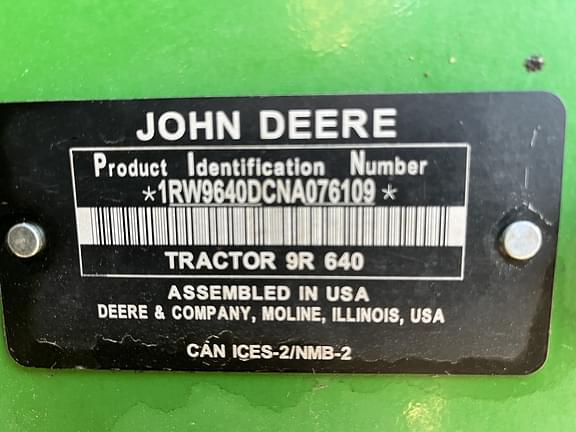 JOHN DEERE
Product Identification Number
*1RW9640DCNA076109*
TRACTOR 9R 640
ASSEMBLED IN USA
DEERE & COMPANY, MOLINE, ILLINOIS, USA
CAN ICES-2/NMB-2